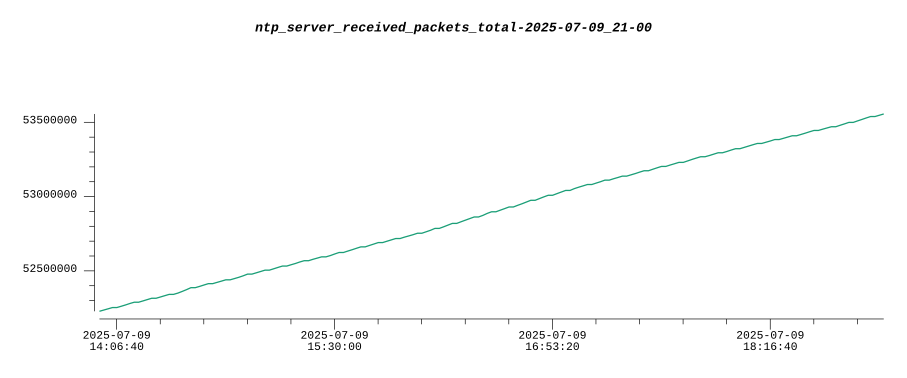 ntp_server_received_packets_total-2025-07-09_21-00
53500000
53000000
52500000
2025-07-09 2025-07-09 2025-07-09 2025-07-09
14:06:40 15:30:00 16:53:20 18:16:40